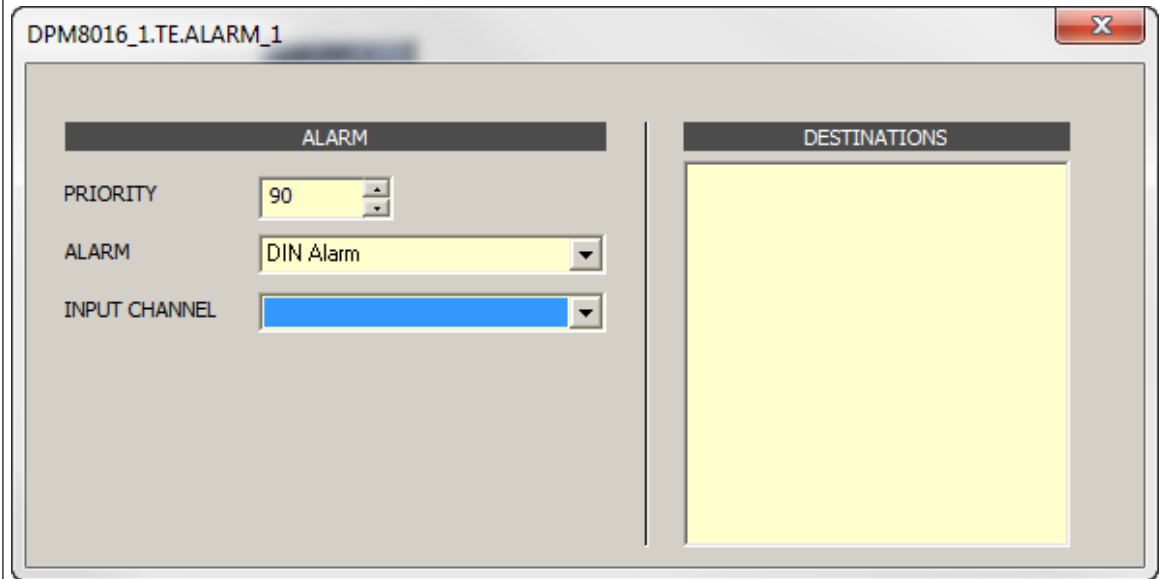 DPM8016_1.TE.ALARM_1
ALARM
PRIORITY 90
ALARM DIN Alarm
INPUT CHANNEL
DESTINATIONS